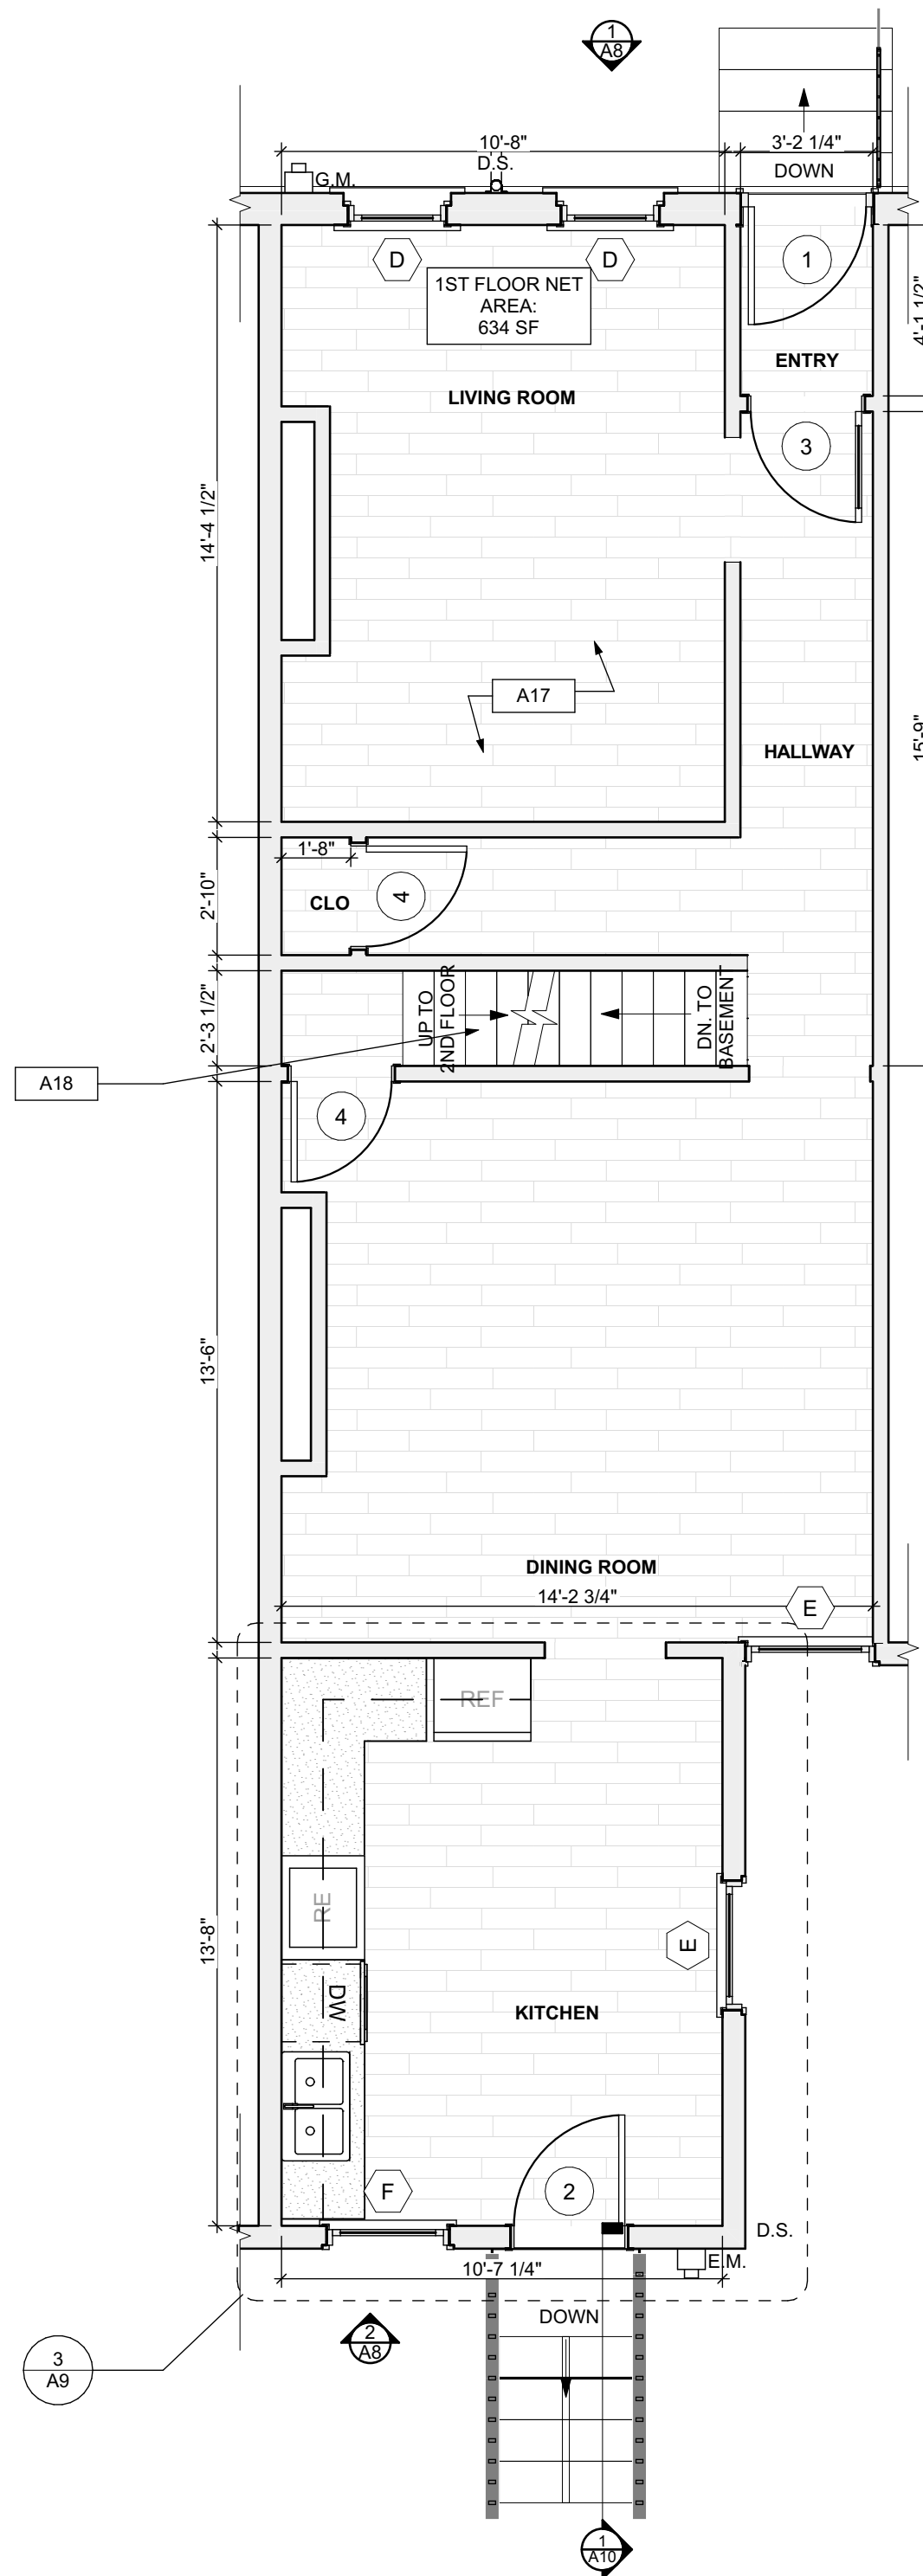 1
A8
10'-8"
3'-2 1/4"
D.S.
DOWN
G.M.
D
D
1
1ST FLOOR NET
AREA:
634 SF
4'-1 1/2"
ENTRY
LIVING ROOM
3
14'-4 1/2"
A17
HALLWAY
15'-9"
1'-8"
2'-10"
CLO
4
UP TO
2ND FLOOR
DN. TO
BASEMENT
2'-3 1/2"
A18
4
13'-6"
DINING ROOM
14'-2 3/4"
E
REF
RE
13'-8"
E
DW
KITCHEN
F
2
D.S.
E.M.
10'-7 1/4"
DOWN
2
A8
3
A9
1
A10